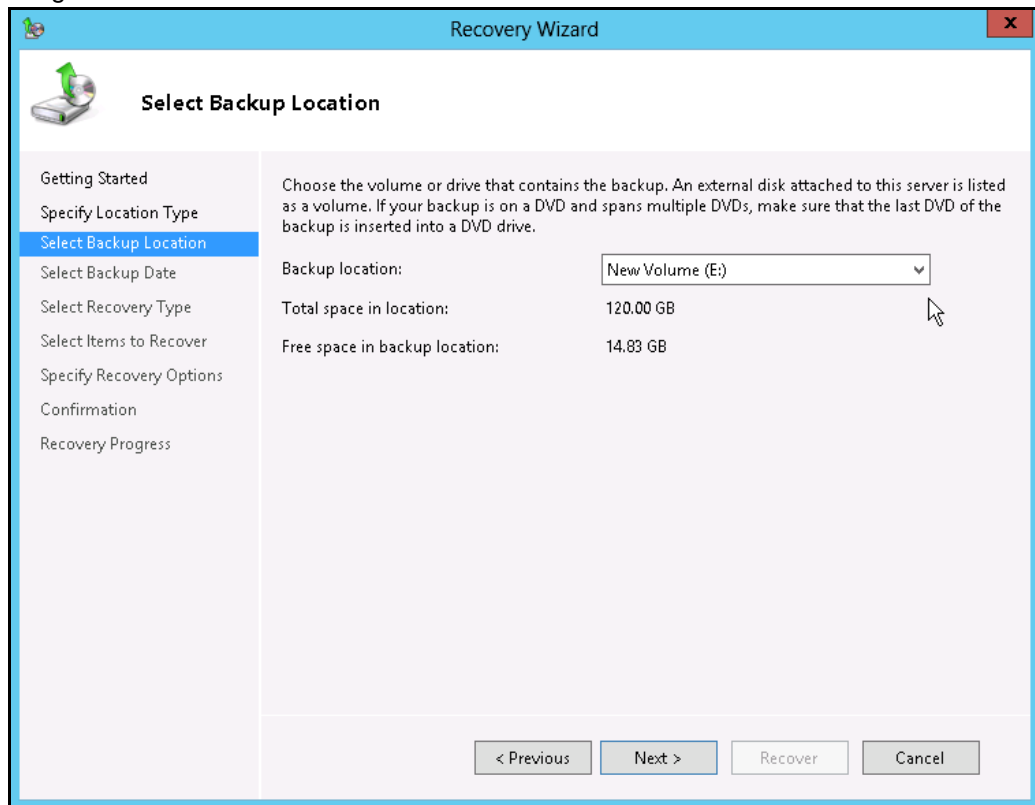 Recovery Wizard
x
Select Backup Location
Getting Started
Specify Location Type
Select Backup Location
Select Backup Date
Select Recovery Type
Select Items to Recover
Specify Recovery Options
Confirmation
Recovery Progress
Choose the volume or drive that contains the backup. An external disk attached to this server is listed
as a volume. If your backup is on a DVD and spans multiple DVDs, make sure that the last DVD of the
backup is inserted into a DVD drive.
Backup location: New Volume (E:)
Total space in location: 120.00 GB
Free space in backup location: 14.83 GB
< Previous Next > Recover Cancel